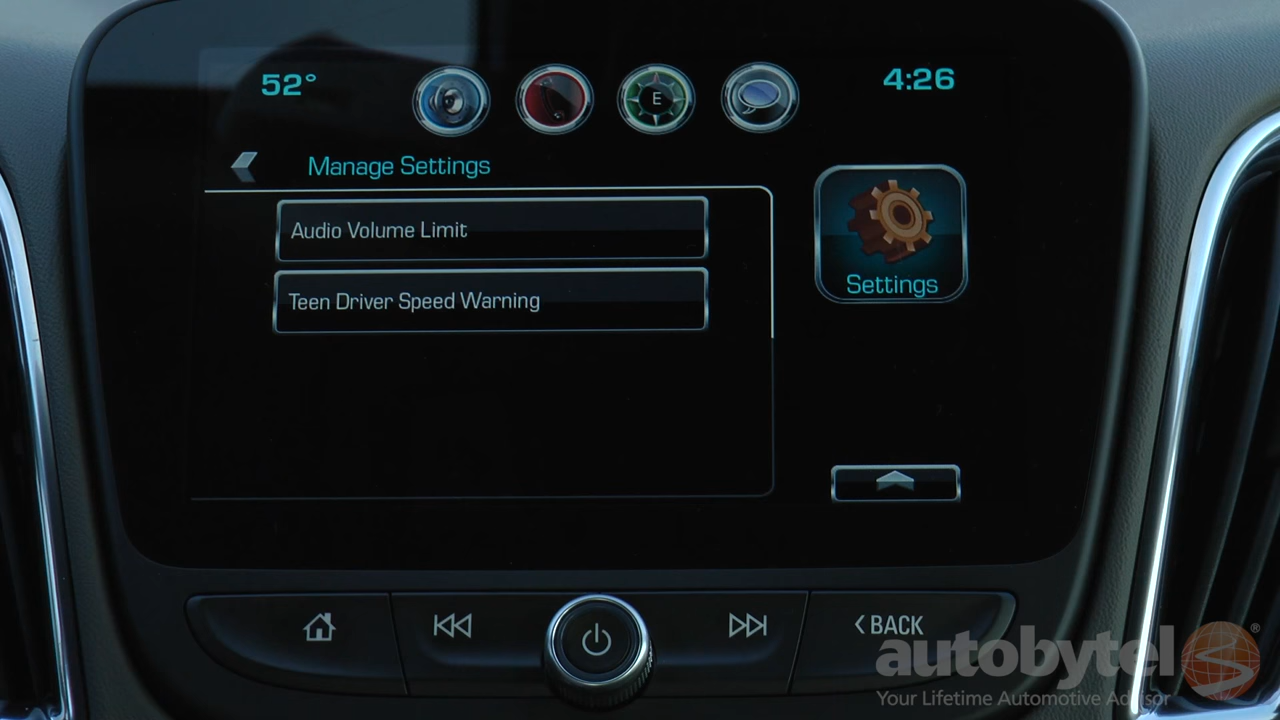 52°
E
4:26
Manage Settings
Audio Volume Limit
Teen Driver Speed Warning
Settings
BACK
autobytel®
Your Lifetime Automotive Advisor